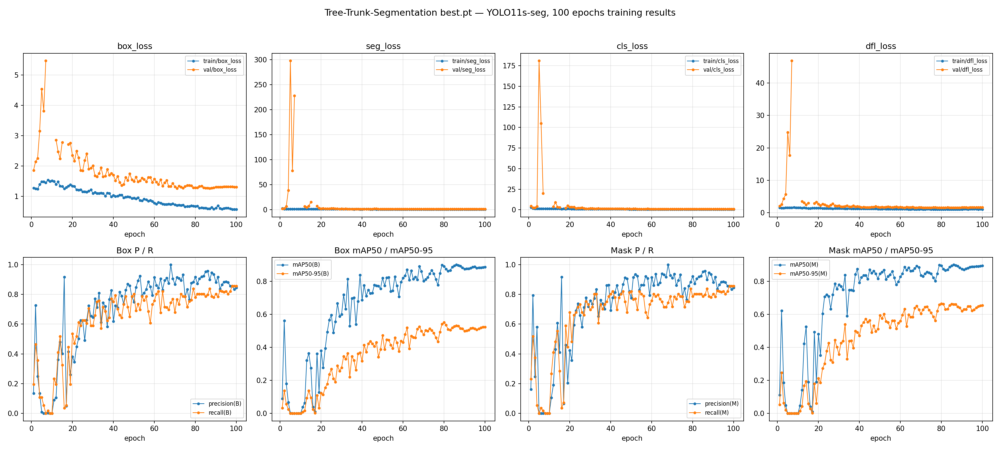 Tree-Trunk-Segmentation best.pt — YOLO11s-seg, 100 epochs training results
box_loss
train/box_loss
val/box_loss
5
4
3
2
1
0 20 40 60 80 100
epoch
seg_loss
train/seg_loss
val/seg_loss
300
250
200
150
100
50
0
0 20 40 60 80 100
epoch
cls_loss
train/cls_loss
val/cls_loss
175
150
125
100
75
50
25
0
0 20 40 60 80 100
epoch
dfl_loss
train/dfl_loss
val/dfl_loss
40
30
20
10
0
0 20 40 60 80 100
epoch
Box P / R
1.0
0.8
0.6
0.4
0.2
0.0
precision(B)
recall(B)
0 20 40 60 80 100
epoch
Box mAP50 / mAP50-95
mAP50(B)
mAP50-95(B)
0.8
0.6
0.4
0.2
0.0
0 20 40 60 80 100
epoch
Mask P / R
1.0
0.8
0.6
0.4
0.2
0.0
precision(M)
recall(M)
0 20 40 60 80 100
epoch
Mask mAP50 / mAP50-95
mAP50(M)
mAP50-95(M)
0.8
0.6
0.4
0.2
0.0
0 20 40 60 80 100
epoch